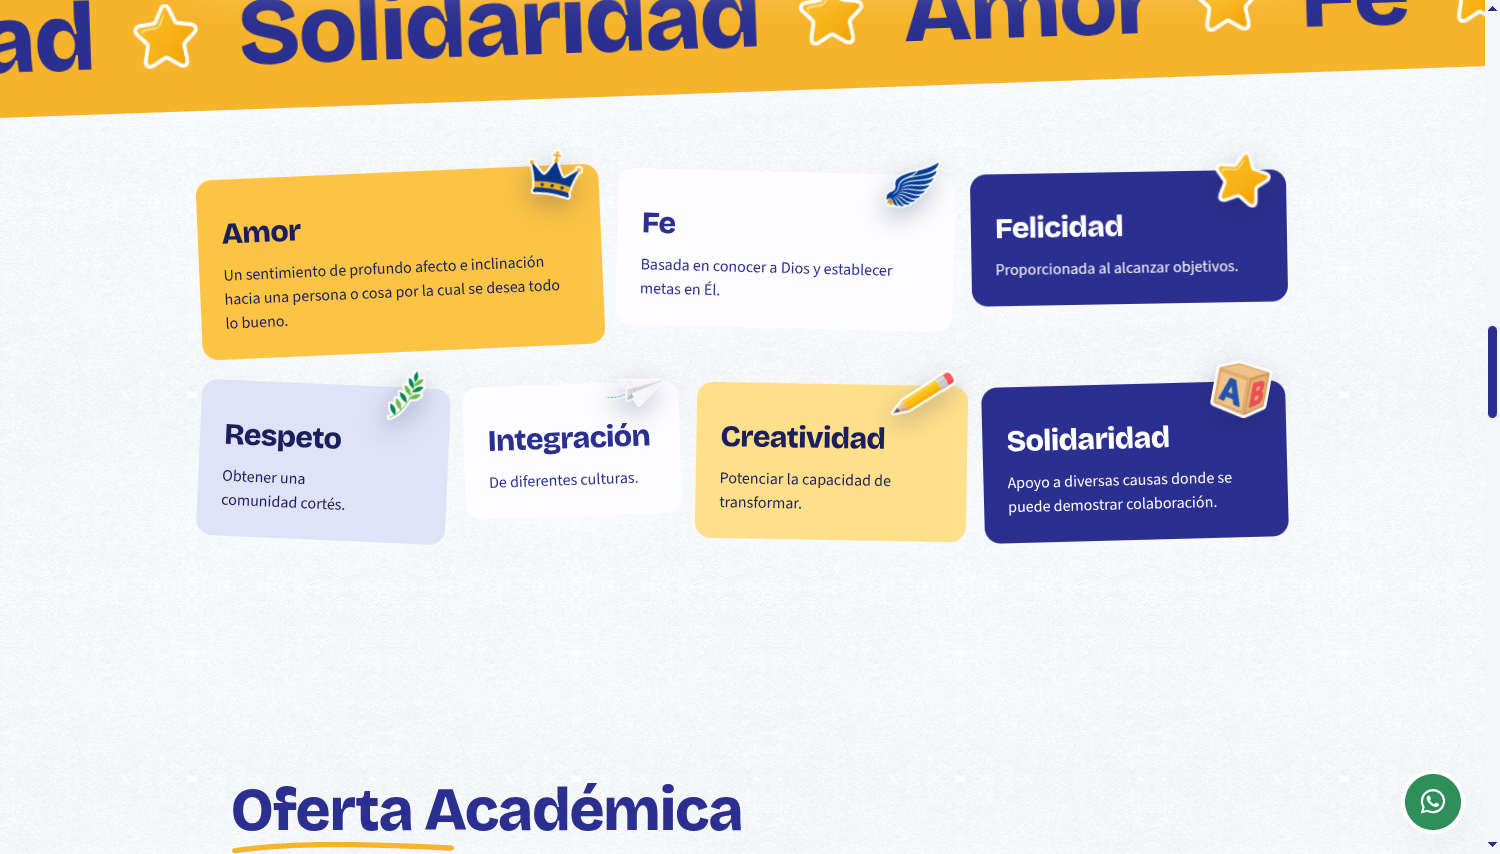 ad Solidaridad Amor Fe
Amor
Un sentimiento de profundo afecto e inclinación
hacia una persona o cosa por la cual se desea todo
lo bueno.
Fe
Basada en conocer a Dios y establecer
metas en Él.
Felicidad
Proporcionada al alcanzar objetivos.
Respeto
Obtener una
comunidad cortés.
Integración
De diferentes culturas.
Creatividad
Potenciar la capacidad de
transformar.
Solidaridad
Apoyo a diversas causas donde se
puede demostrar colaboración.
A B
Oferta Académica